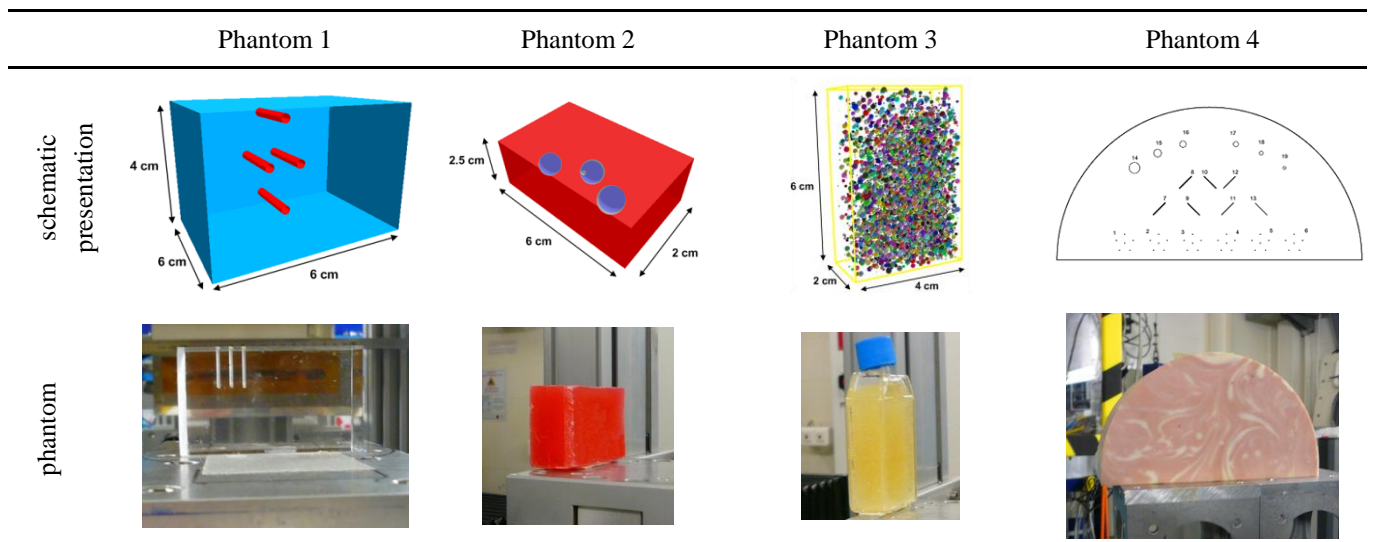 Phantom 1
Phantom 2
Phantom 3
Phantom 4
schematic
presentation
4 cm
6 cm
6 cm
2.5 cm
6 cm
2 cm
6 cm
2 cm
4 cm
16
17
15
18
14
19
8 10 12
7 9 11 13
1 2 3 4 5 6
phantom